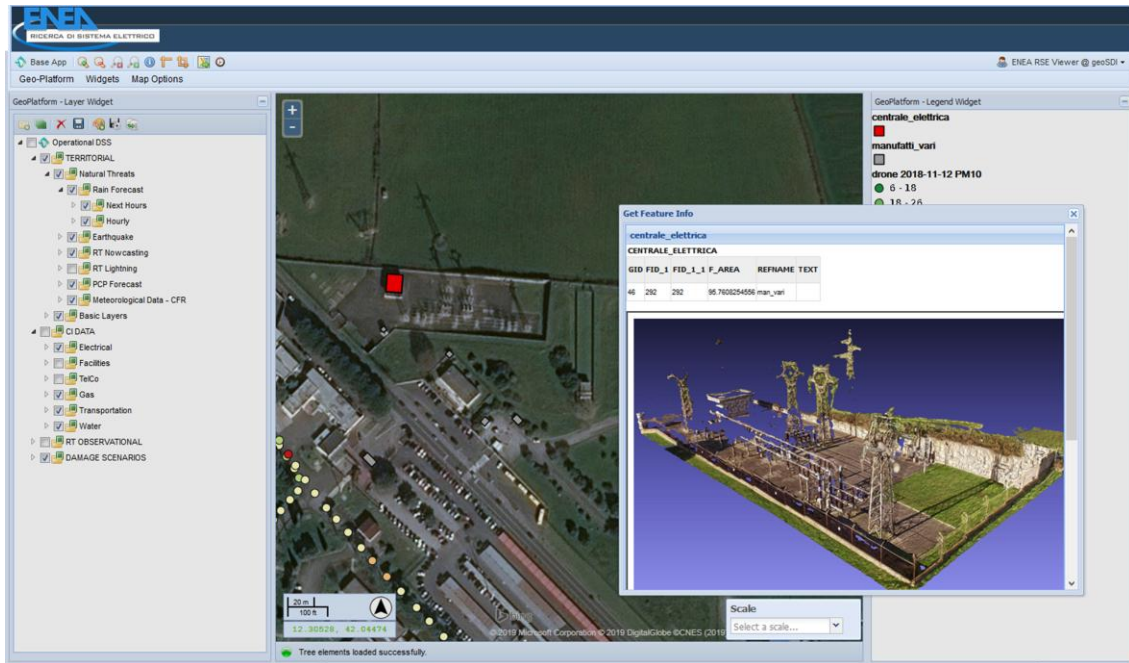 ENEA
RICERCA DI SISTEMA ELETTRICO
Base App
ENEA RSE Viewer @ geoSDI
Geo-Platform Widgets Map Options
GeoPlatform - Layer Widget
Operational DSS
TERRITORIAL
Natural Threats
Rain Forecast
Next Hours
Hourly
Earthquake
RT Nowcasting
RT Lightning
PCP Forecast
Meteorological Data - CFR
Basic Layers
CI DATA
Electrical
Facilities
TelCo
Gas
Transportation
Water
RT OBSERVATIONAL
DAMAGE SCENARIOS
+
-
20 m
100 ft
12.30828, 42.04474
© 2019 Microsoft Corporation © 2019 DigitalGlobe ©CNES (2019
Scale
Select a scale...
Tree elements loaded successfully.
GeoPlatform - Legend Widget
centrale_elettrica
manufatti_vari
drone 2018-11-12 PM10
6 - 18
18 - 26
Get Feature Info
centrale_elettrica
CENTRALE_ELETTRICA
GID FID_1 FID_1_1 F_AREA REFNAME TEXT
46 292 292 95.7608254556 man_vari